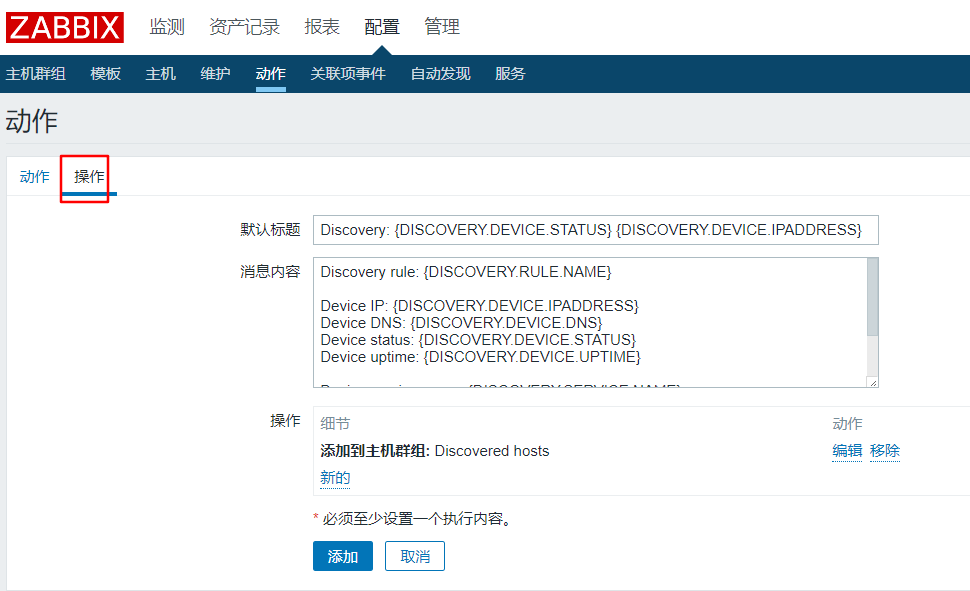 ZABBIX 监测 资产记录 报表 配置 管理
主机群组 模板 主机 维护 动作 关联项事件 自动发现 服务
动作
动作 操作
默认标题 Discovery: {DISCOVERY.DEVICE.STATUS} {DISCOVERY.DEVICE.IPADDRESS}
消息内容 Discovery rule: {DISCOVERY.RULE.NAME}
Device IP: {DISCOVERY.DEVICE.IPADDRESS}
Device DNS: {DISCOVERY.DEVICE.DNS}
Device status: {DISCOVERY.DEVICE.STATUS}
Device uptime: {DISCOVERY.DEVICE.UPTIME}
操作 细节 动作
添加到主机群组: Discovered hosts 编辑 移除
新的
* 必须至少设置一个执行内容。
添加 取消